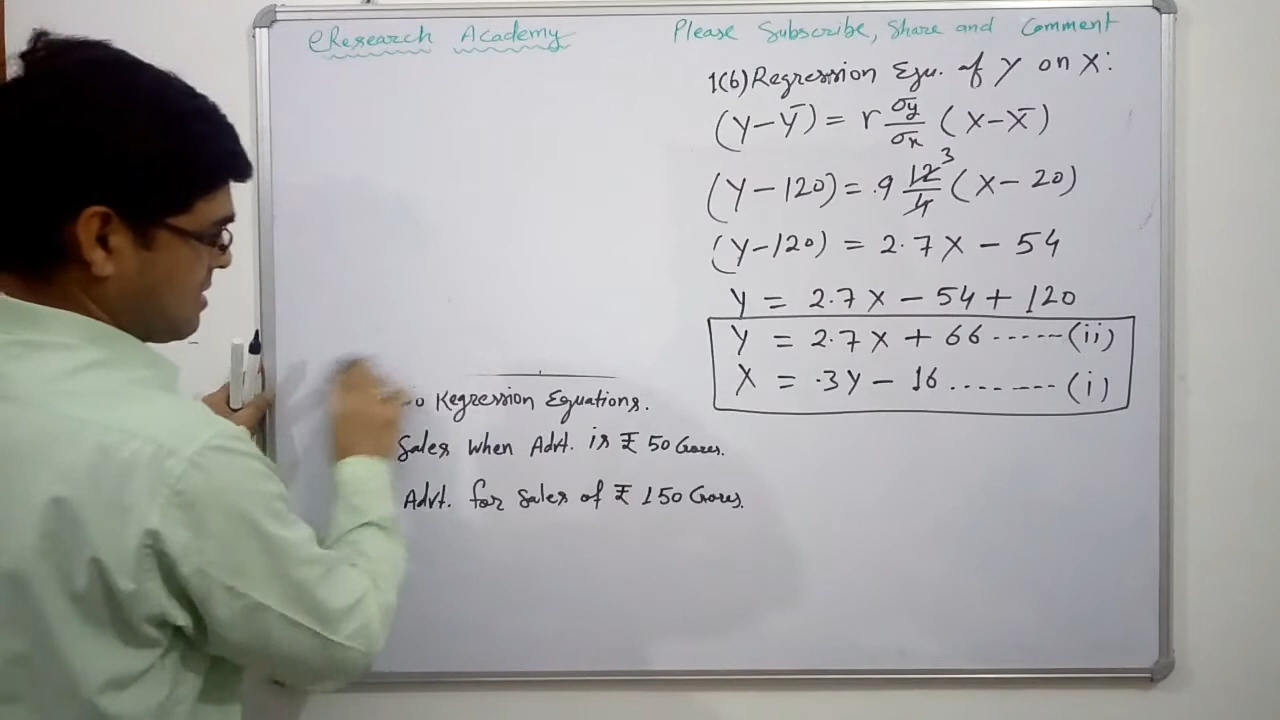 eResearch Academy
Please Subscribe, Share and Comment
1(b) Regression Equ. of Y on X:
(Y-Ȳ) = r σy/σx (X-X̄)
(Y-120) = .9 12/4 3 (X-20)
(Y-120) = 2.7X - 54
Y = 2.7X - 54 + 120
Y = 2.7X + 66 ------(ii)
X = .3Y - 16 --------(i)
Regression Equations.
Sales when Advt. is ₹ 50 Crores.
Advt. for sales of ₹ 150 Crores.